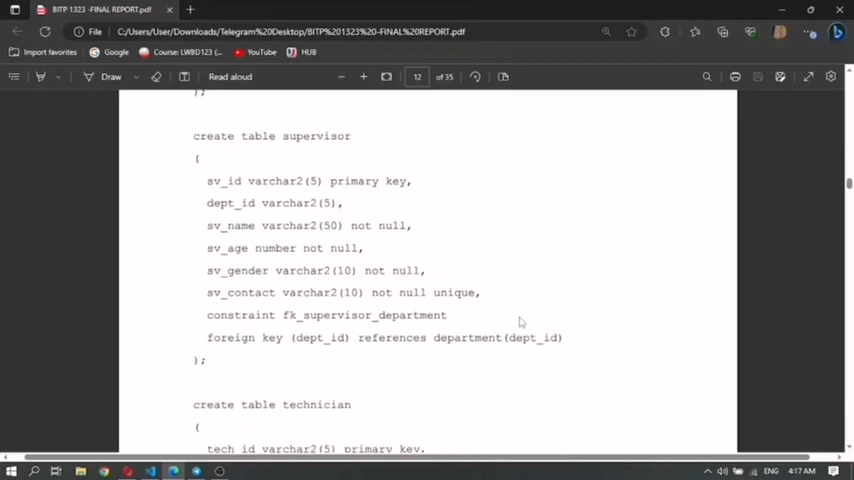 BITP 1323 -FINAL REPORT.pdf
File
C:/Users/User/Downloads/Telegram%20Desktop/BITP%201323%20-FINAL%20REPORT.pdf
Import favorites
Google
Course: LWBD123 (...
YouTube
HUB
Draw
Read aloud
12 of 35
);
create table supervisor
(
sv_id varchar2(5) primary key,
dept_id varchar2(5),
sv_name varchar2(50) not null,
sv_age number not null,
sv_gender varchar2(10) not null,
sv_contact varchar2(10) not null unique,
constraint fk_supervisor_department
foreign key (dept_id) references department(dept_id)
);
create table technician
(
tech_id varchar2(5) primary key,
ENG
4:17 AM